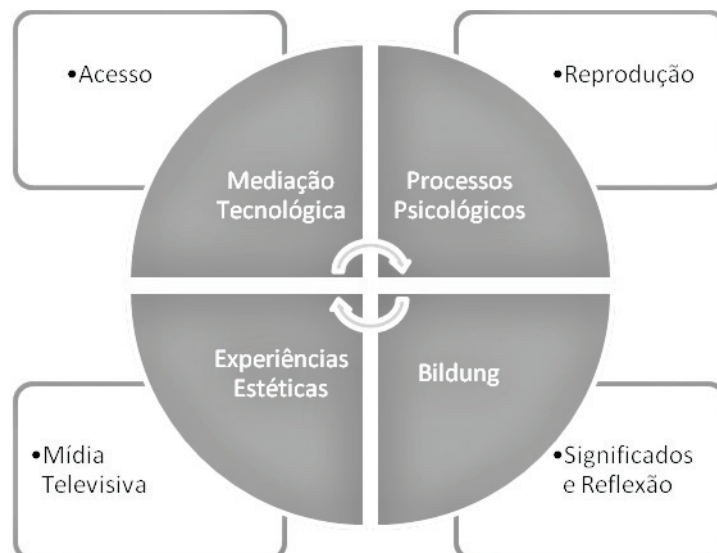 •Acesso
•Reprodução
Mediação
Tecnológica
Processos
Psicológicos
Experiências
Estéticas
Bildung
•Mídia
Televisiva
•Significados
e Reflexão